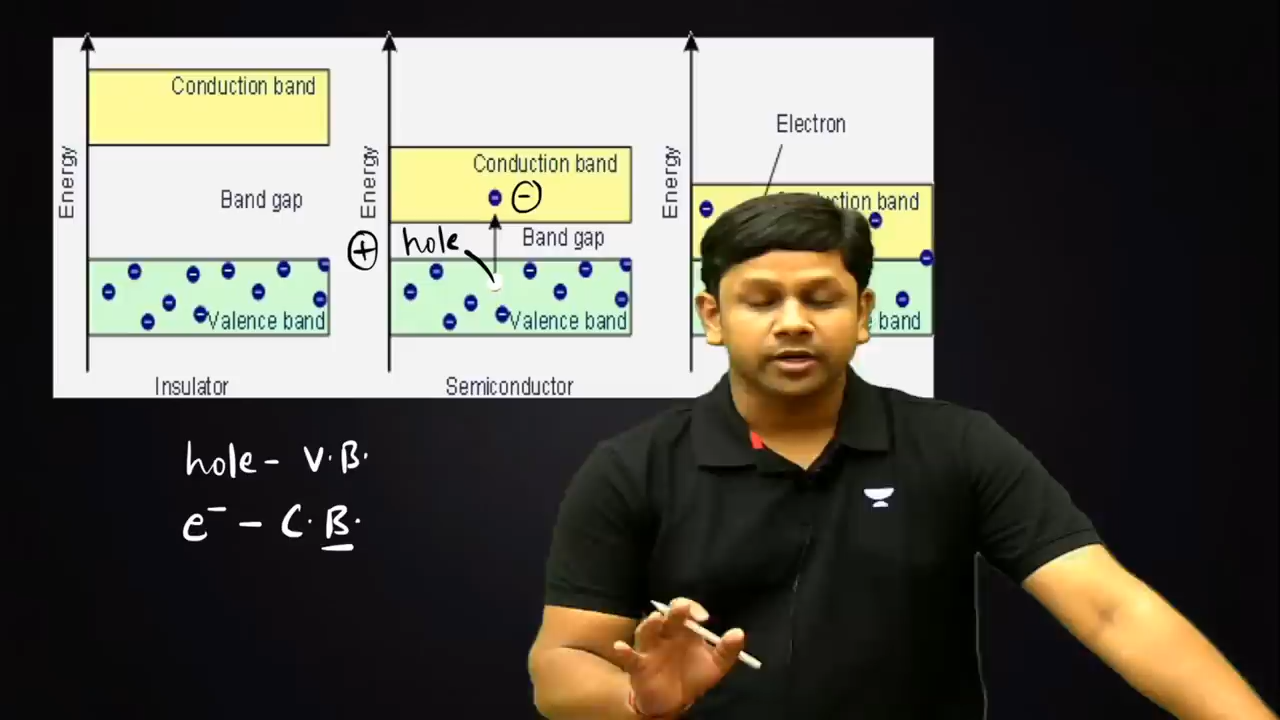 Energy
Conduction band
Band gap
Valence band
Insulator
Energy
Conduction band
hole
Band gap
Valence band
Semiconductor
Energy
Electron
band
band
hole - V.B.
e⁻ - C.B.